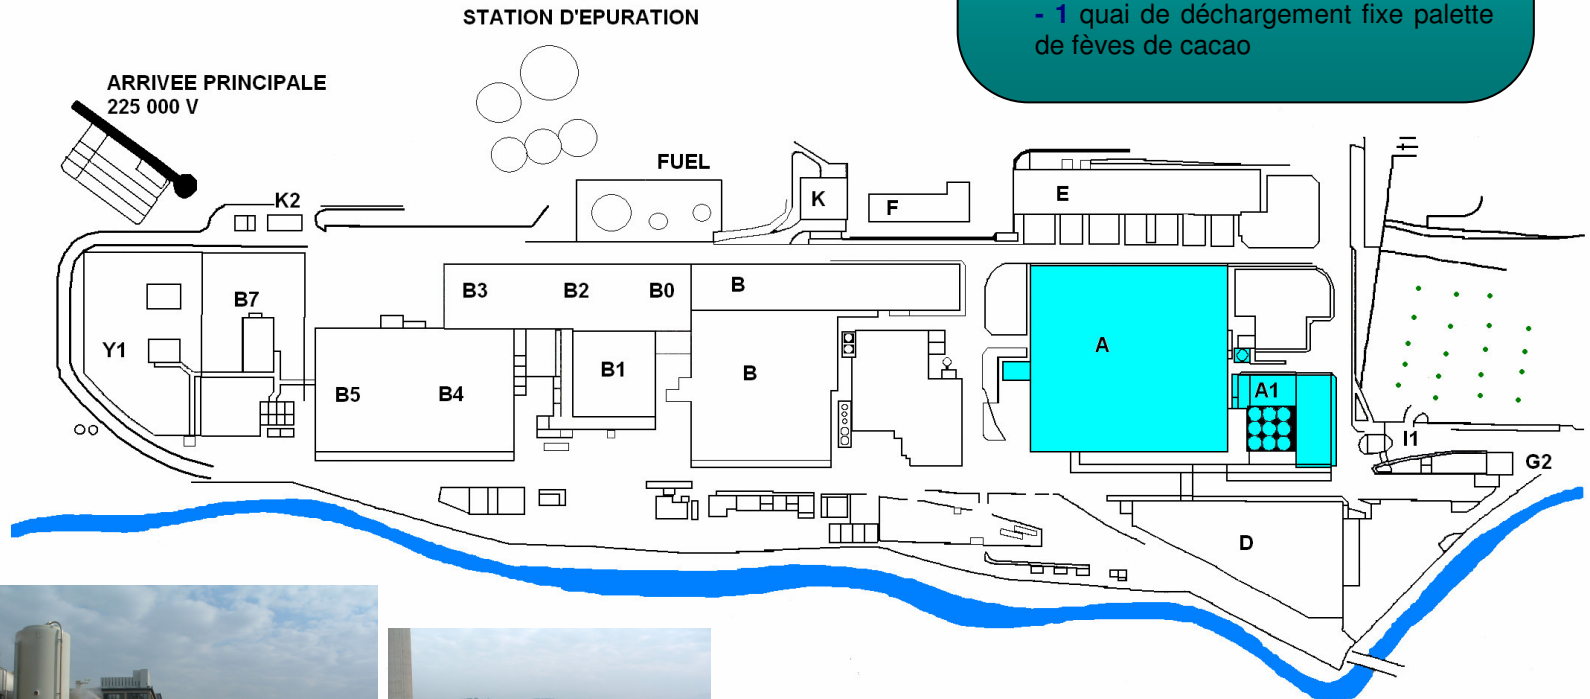 - 1 quai de déchargement fixe palette
de fèves de cacao
STATION D'EPURATION
ARRIVEE PRINCIPALE
225 000 V
FUEL
K2
K
F
E
B3
B2
B0
B
B7
Y1
A
B1
B
B5
B4
A1
I1
G2
D